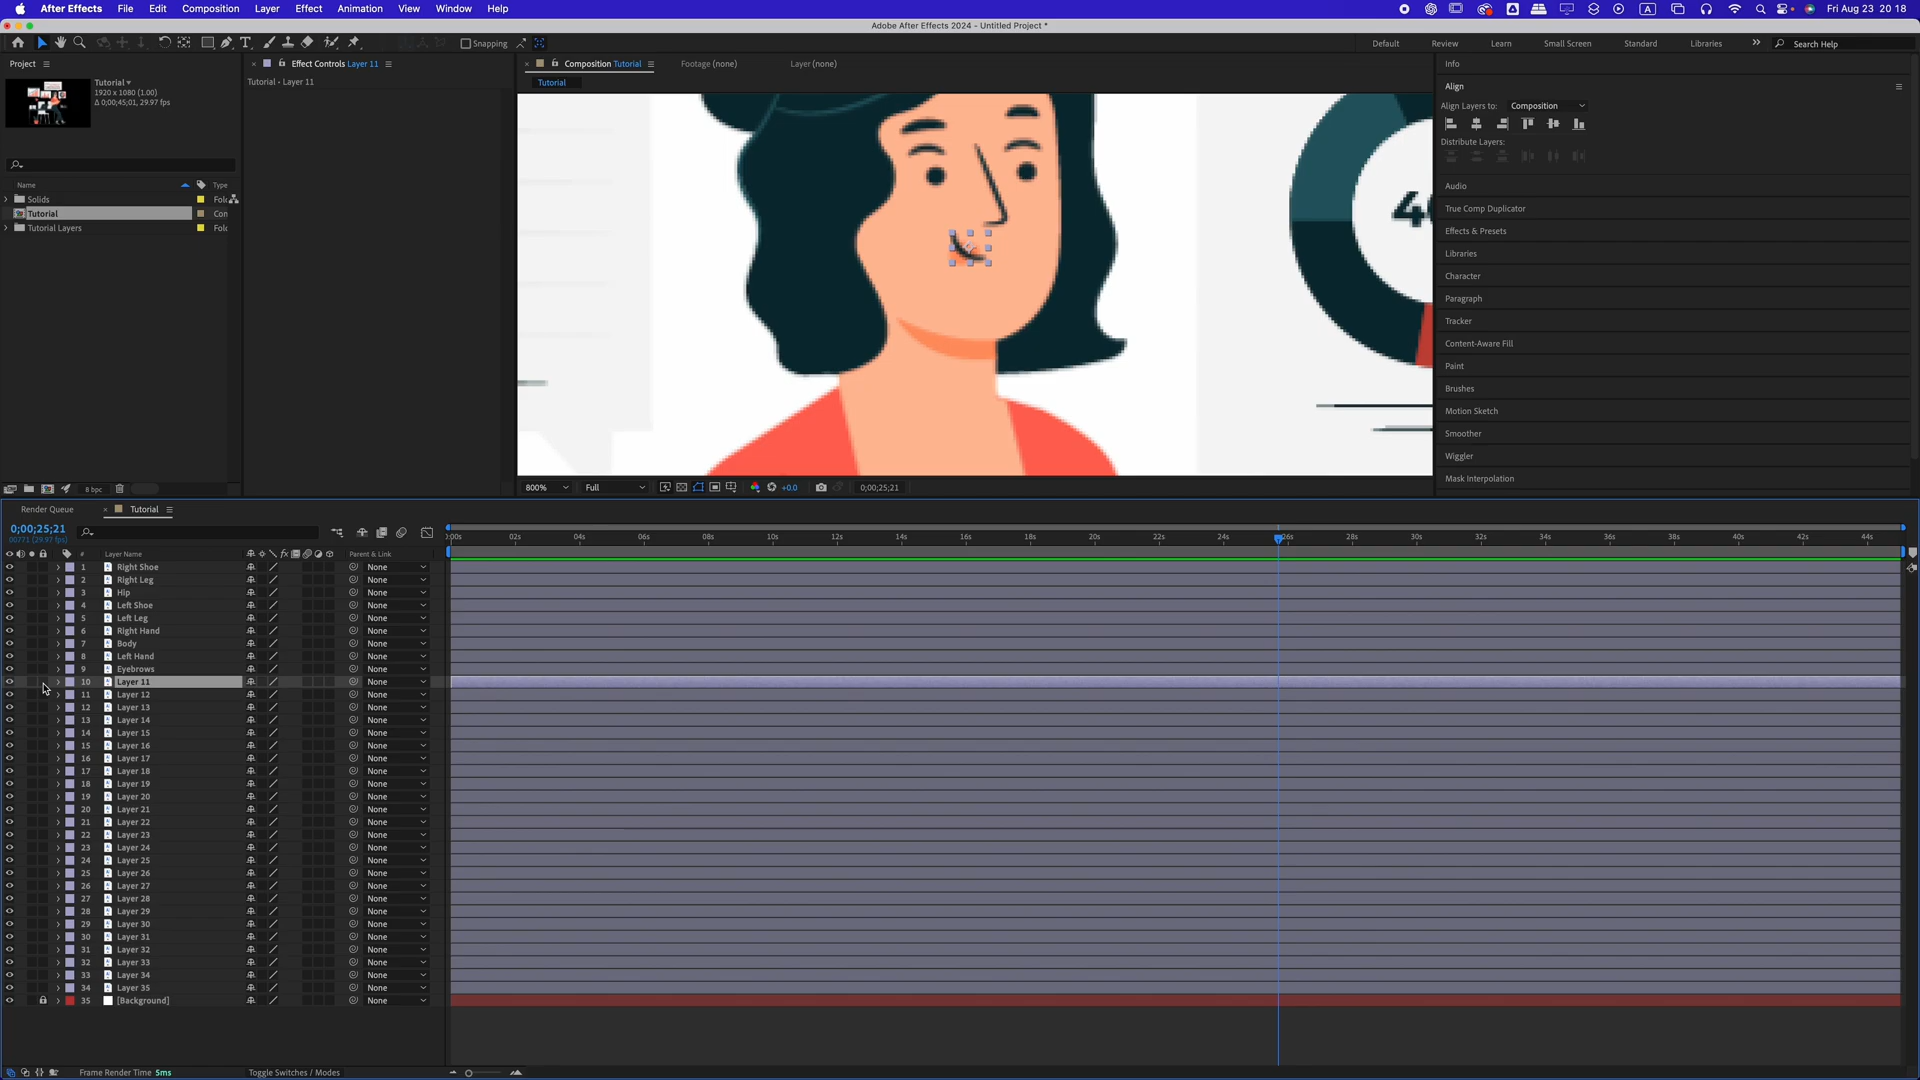 After Effects File Edit Composition Layer Effect Animation View Window Help Fri Aug 23 20 18
Adobe After Effects 2024 - Untitled Project *
T Snapping Default Review Learn Small Screen Standard Libraries Search Help
Project Effect Controls Layer 11 Composition Tutorial Footage (none) Layer (none) Info
Tutorial
1920 x 1080 (1.00)
Δ 0;00;45;01, 29.97 fps
Tutorial • Layer 11
Tutorial
Align
Align Layers to: Composition
Distribute Layers:
Name Type
Solids
Tutorial
Tutorial Layers
Audio
True Comp Duplicator
Effects & Presets
Libraries
Character
Paragraph
Tracker
Content-Aware Fill
Paint
Brushes
Motion Sketch
Smoother
Wiggler
Mask Interpolation
8 bpc 800% Full +0.0 0;00;25;21
Render Queue Tutorial
0;00;25;21
00771 (29.97 fps)
02s 04s 06s 08s 10s 12s 14s 16s 18s 20s 22s 24s 26s 28s 30s 32s 34s 36s 38s 40s 42s 44s
# Layer Name Parent & Link
1 Right Shoe None
2 Right Leg None
3 Hip None
4 Left Shoe None
5 Left Leg None
6 Right Hand None
7 Body None
8 Left Hand None
9 Eyebrows None
10 Layer 11 None
11 Layer 12 None
12 Layer 13 None
13 Layer 14 None
14 Layer 15 None
15 Layer 16 None
16 Layer 17 None
17 Layer 18 None
18 Layer 19 None
19 Layer 20 None
20 Layer 21 None
21 Layer 22 None
22 Layer 23 None
23 Layer 24 None
24 Layer 25 None
25 Layer 26 None
26 Layer 27 None
27 Layer 28 None
28 Layer 29 None
29 Layer 30 None
30 Layer 31 None
31 Layer 32 None
32 Layer 33 None
33 Layer 34 None
34 Layer 35 None
35 [Background] None
Frame Render Time 5ms Toggle Switches / Modes